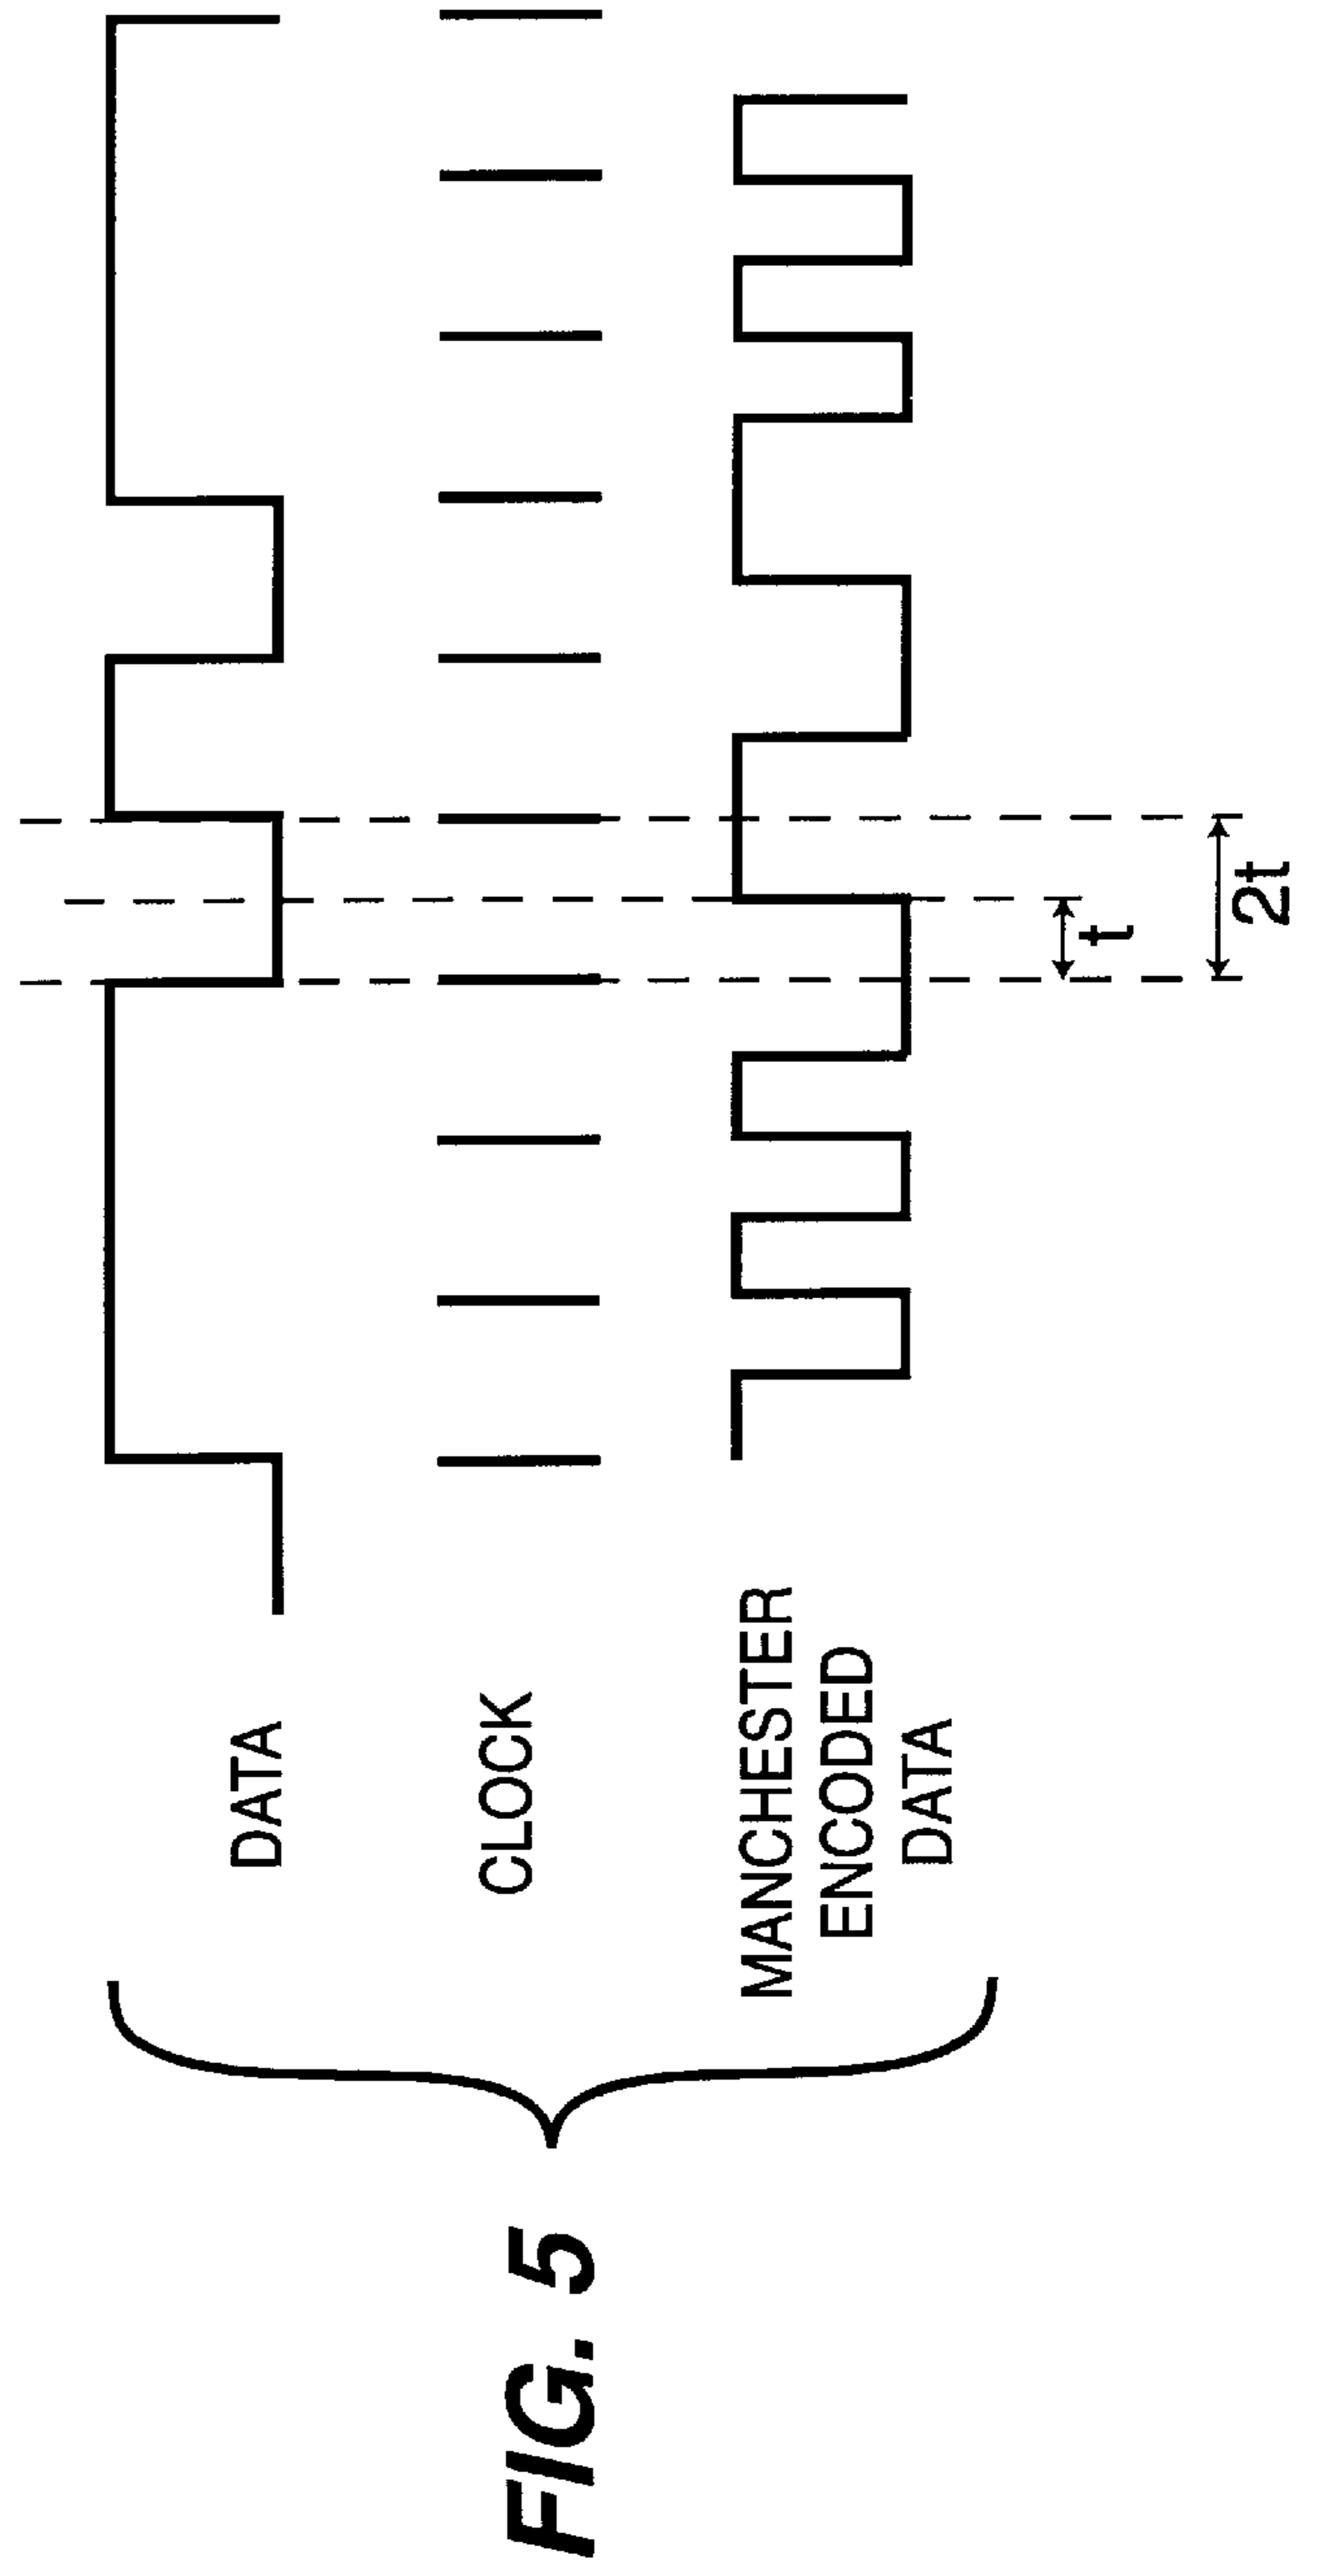 DATA
CLOCK
MANCHESTER
ENCODED
DATA
t
2t
FIG. 5